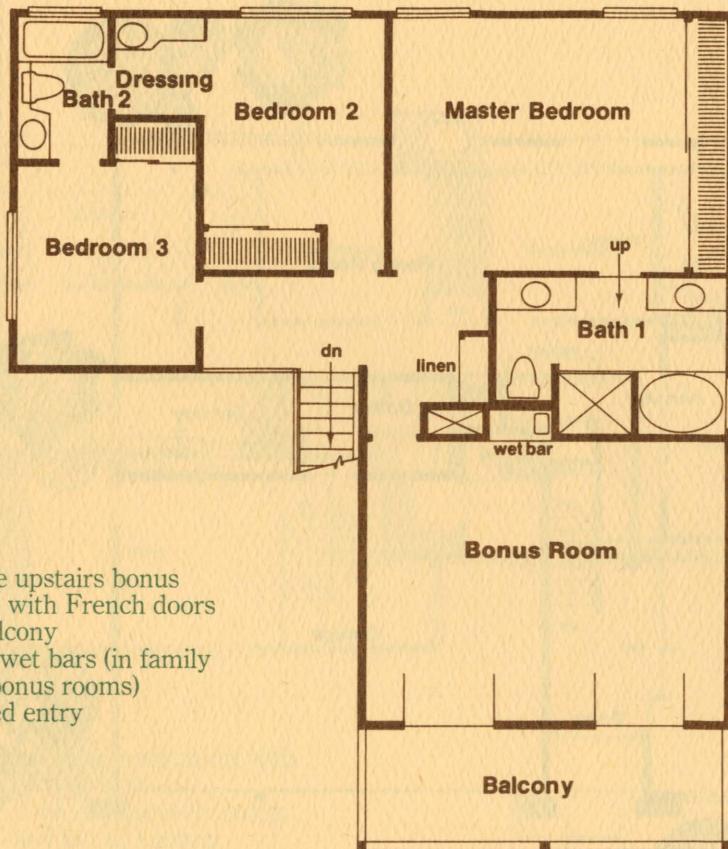 Dressing
Bath 2
Bedroom 2
Master Bedroom
Bedroom 3
up
Bath 1
dn
linen
wet bar
Bonus Room
e upstairs bonus
with French doors
lcony
wet bars (in family
onus rooms)
ed entry
Balcony